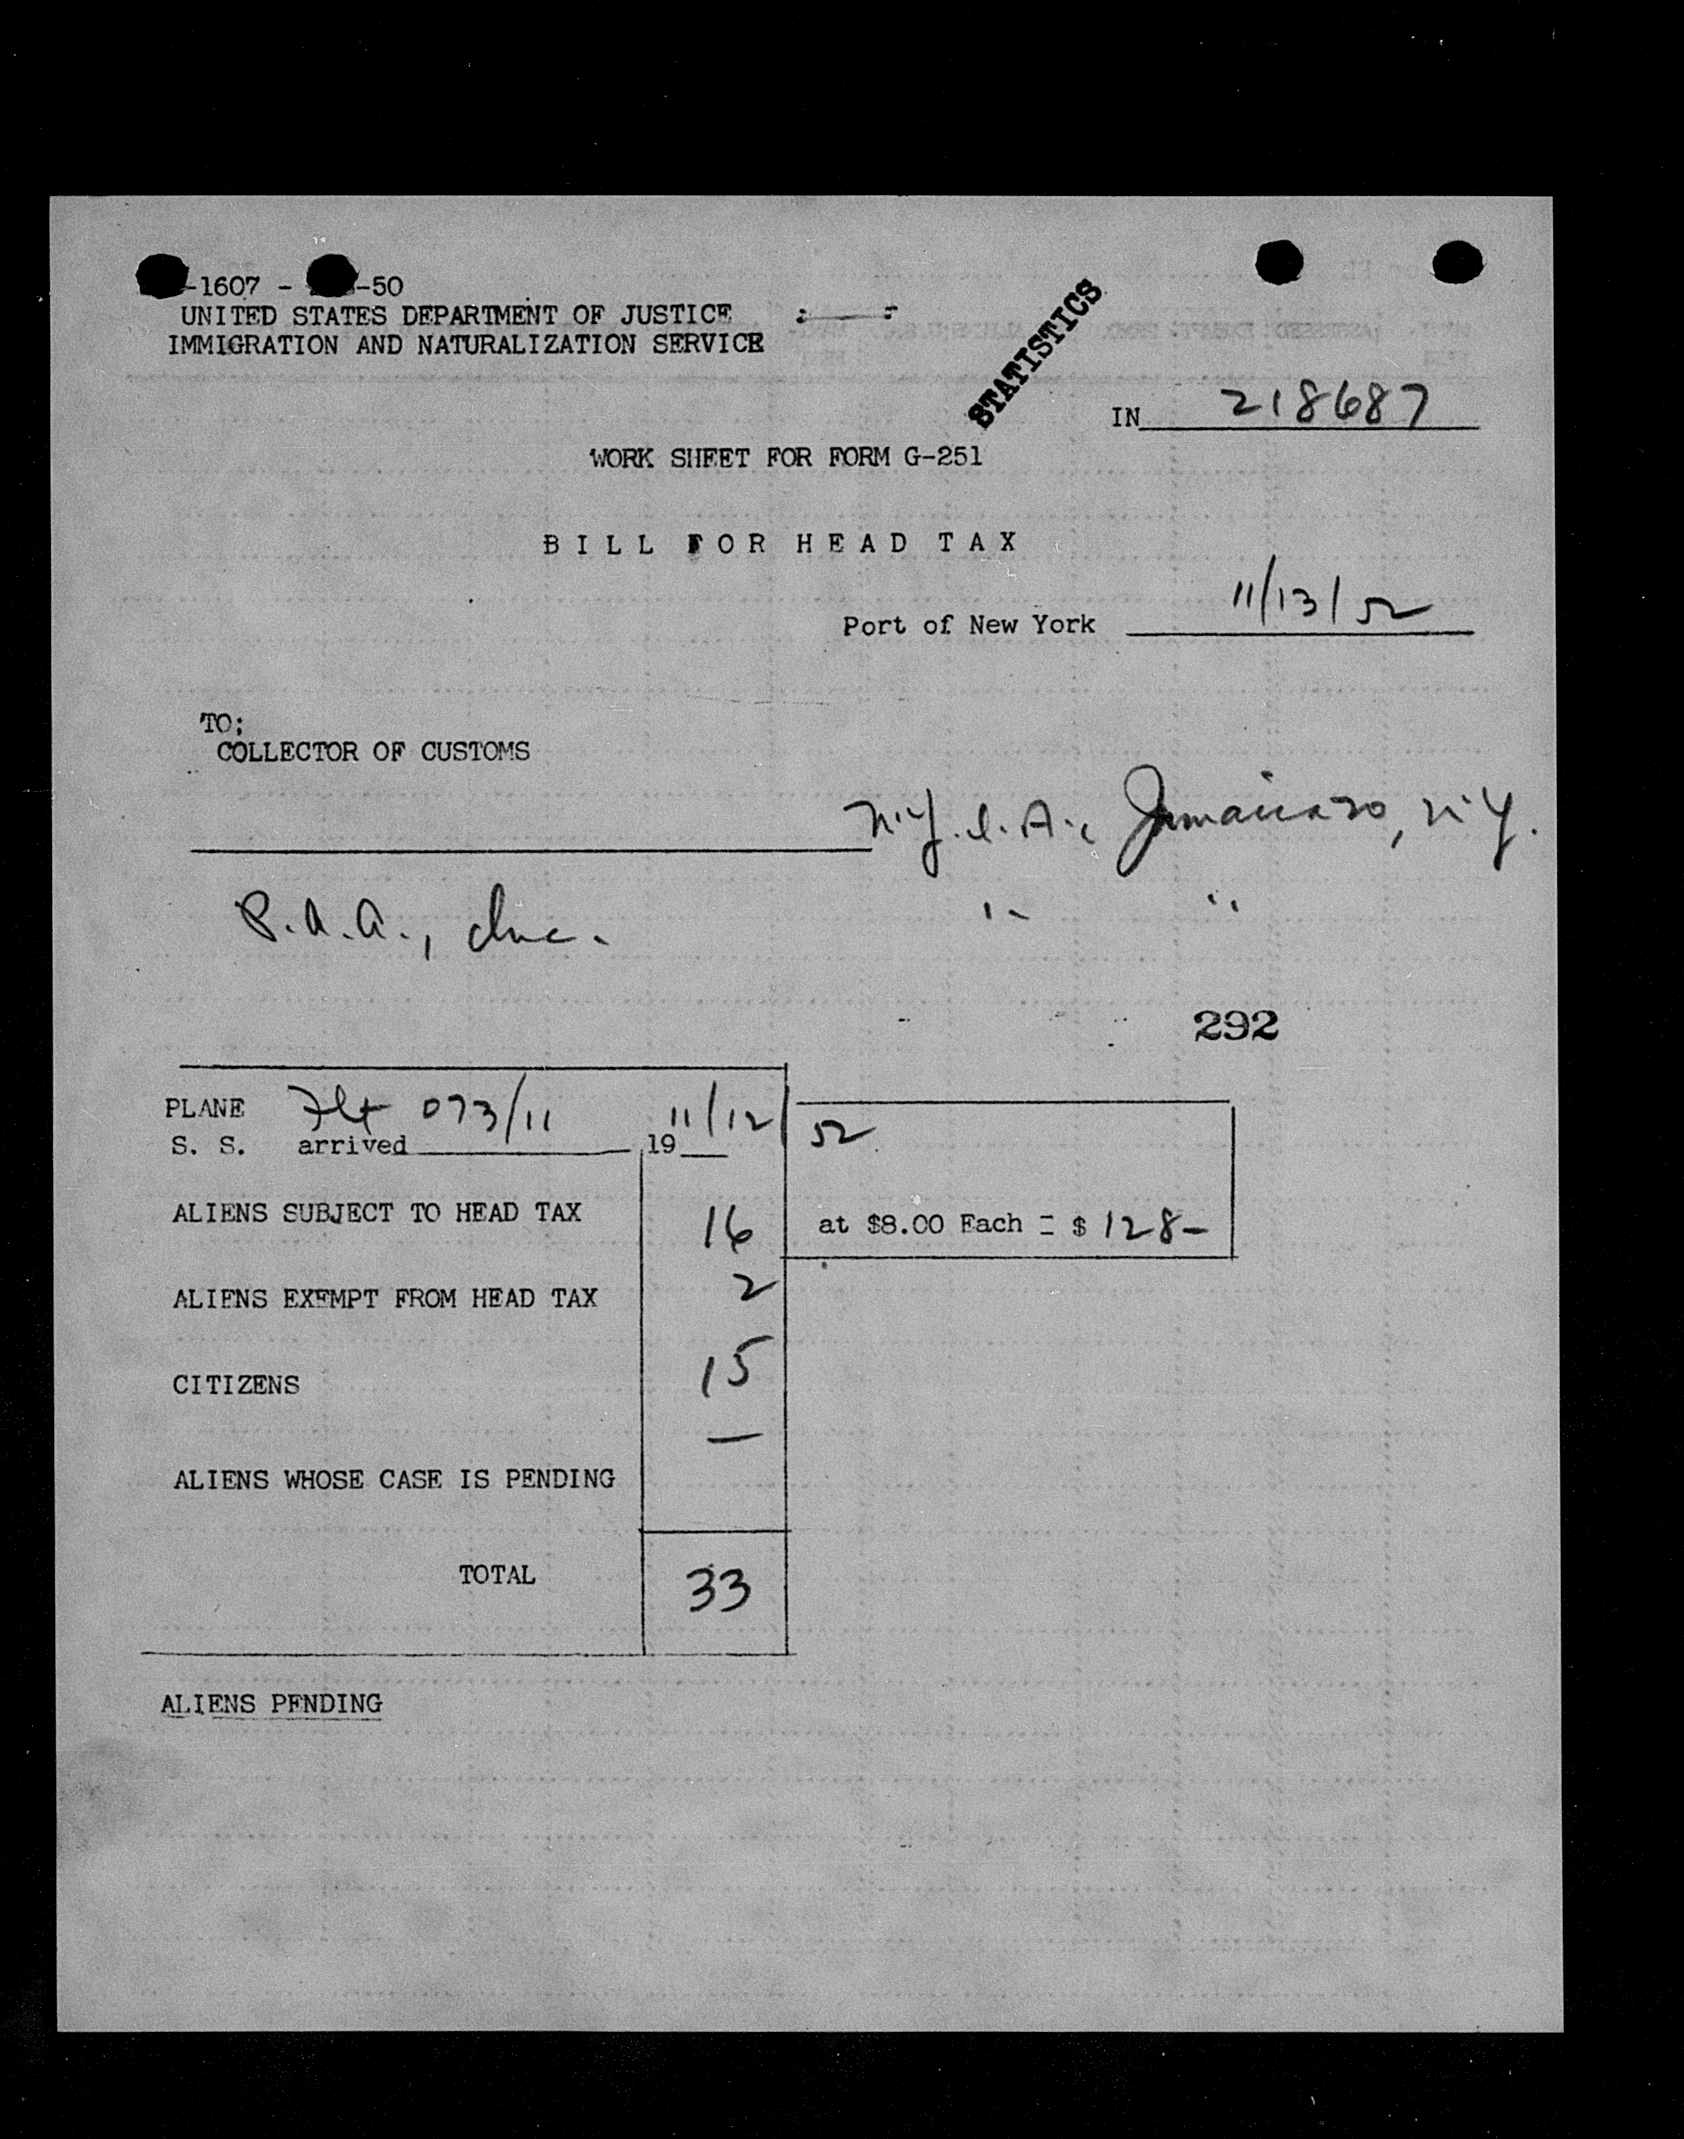 -1607 - -50
UNITED STATES DEPARTMENT OF JUSTICE
IMMIGRATION AND NATURALIZATION SERVICE
STATISTICS
IN 218687
WORK SHEET FOR FORM G-251
BILL FOR HEAD TAX
Port of New York 11/13/52
TO:
COLLECTOR OF CUSTOMS
N.Y.I.A., Jamaica 30, N.Y.
P.A.A., Inc. " "
292
PLANE Flt 073/11 11/12/52
S. S. arrived 19
ALIENS SUBJECT TO HEAD TAX 16 at $8.00 Each = $ 128-
ALIENS EXEMPT FROM HEAD TAX 2
CITIZENS 15
ALIENS WHOSE CASE IS PENDING —
TOTAL 33
ALIENS PENDING